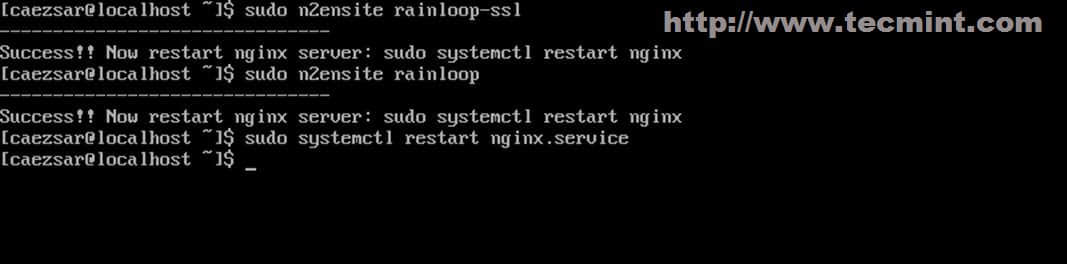 [caezsar@localhost ~]$ sudo n2ensite rainloop-ssl
http://www.tecmint.com
--------------------------------
Success!! Now restart nginx server: sudo systemctl restart nginx
[caezsar@localhost ~]$ sudo n2ensite rainloop
--------------------------------
Success!! Now restart nginx server: sudo systemctl restart nginx
[caezsar@localhost ~]$ sudo systemctl restart nginx.service
[caezsar@localhost ~]$ _